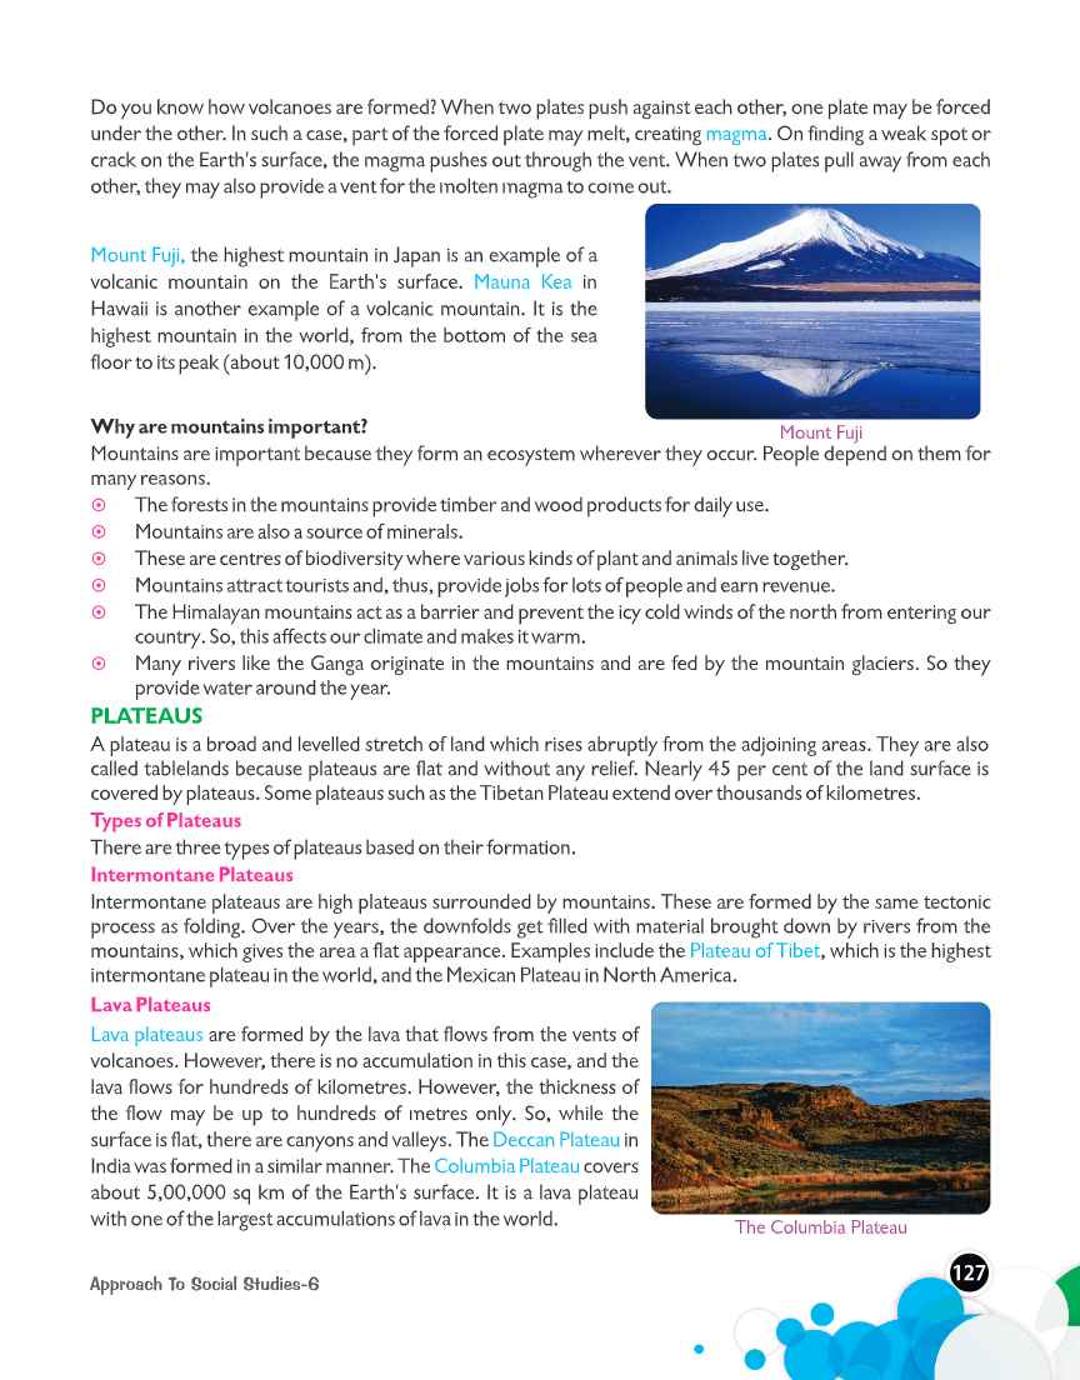 Do you know how volcanoes are formed? When two plates push against each other, one plate may be forced
under the other. In such a case, part of the forced plate may melt, creating magma. On finding a weak spot or
crack on the Earth's surface, the magma pushes out through the vent. When two plates pull away from each
other, they may also provide a vent for the molten magma to come out.
Mount Fuji, the highest mountain in Japan is an example of a
volcanic mountain on the Earth's surface. Mauna Kea in
Hawaii is another example of a volcanic mountain. It is the
highest mountain in the world, from the bottom of the sea
floor to its peak (about 10,000 m).
Mount Fuji
Why are mountains important?
Mountains are important because they form an ecosystem wherever they occur. People depend on them for
many reasons.
The forests in the mountains provide timber and wood products for daily use.
Mountains are also a source of minerals.
These are centres of biodiversity where various kinds of plant and animals live together.
Mountains attract tourists and, thus, provide jobs for lots of people and earn revenue.
The Himalayan mountains act as a barrier and prevent the icy cold winds of the north from entering our
country. So, this affects our climate and makes it warm.
Many rivers like the Ganga originate in the mountains and are fed by the mountain glaciers. So they
provide water around the year.
PLATEAUS
A plateau is a broad and levelled stretch of land which rises abruptly from the adjoining areas. They are also
called tablelands because plateaus are flat and without any relief. Nearly 45 per cent of the land surface is
covered by plateaus. Some plateaus such as the Tibetan Plateau extend over thousands of kilometres.
Types of Plateaus
There are three types of plateaus based on their formation.
Intermontane Plateaus
Intermontane plateaus are high plateaus surrounded by mountains. These are formed by the same tectonic
process as folding. Over the years, the downfolds get filled with material brought down by rivers from the
mountains, which gives the area a flat appearance. Examples include the Plateau of Tibet, which is the highest
intermontane plateau in the world, and the Mexican Plateau in North America.
Lava Plateaus
Lava plateaus are formed by the lava that flows from the vents of
volcanoes. However, there is no accumulation in this case, and the
lava flows for hundreds of kilometres. However, the thickness of
the flow may be up to hundreds of metres only. So, while the
surface is flat, there are canyons and valleys. The Deccan Plateau in
India was formed in a similar manner. The Columbia Plateau covers
about 5,00,000 sq km of the Earth's surface. It is a lava plateau
with one of the largest accumulations of lava in the world.
The Columbia Plateau
Approach To Social Studies-6
127